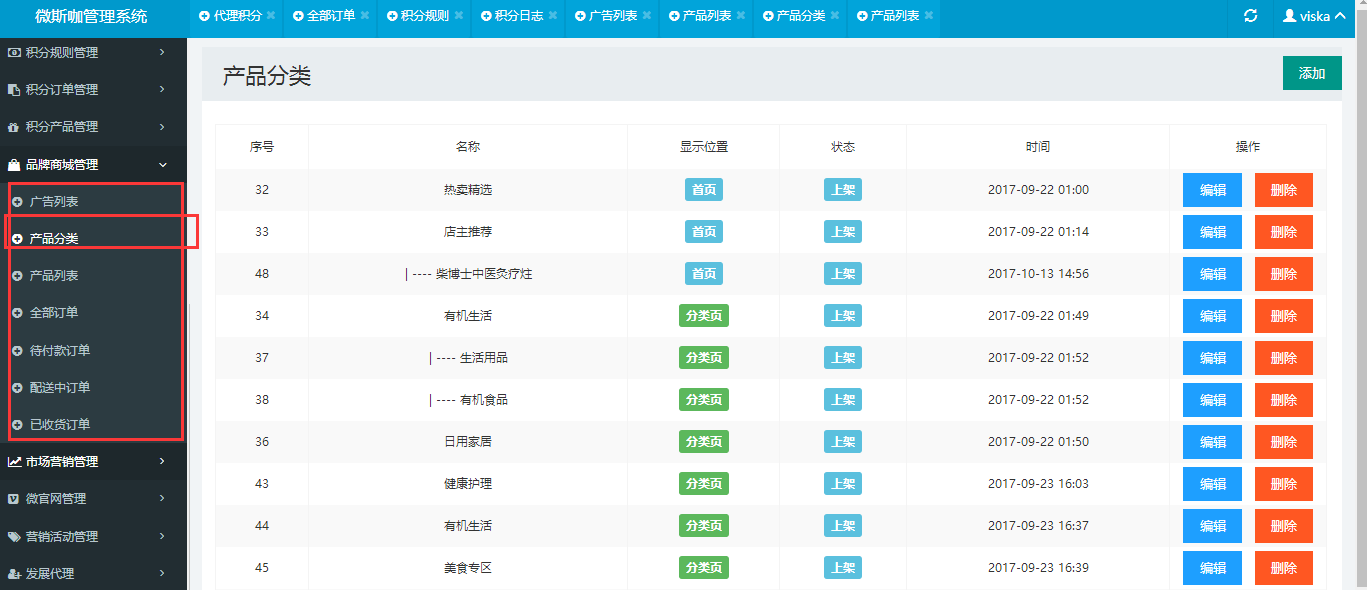 微斯咖管理系统
代理积分
全部订单
积分规则
积分日志
广告列表
产品列表
产品分类
产品列表
viska
积分规则管理
积分订单管理
积分产品管理
品牌商城管理
广告列表
产品分类
产品列表
全部订单
待付款订单
配送中订单
已收货订单
市场营销管理
微官网管理
营销活动管理
发展代理
产品分类
添加
序号 名称 显示位置 状态 时间 操作
32 热卖精选 首页 上架 2017-09-22 01:00 编辑 删除
33 店主推荐 首页 上架 2017-09-22 01:14 编辑 删除
48 | ---- 柴博士中医灸疗炷 首页 上架 2017-10-13 14:56 编辑 删除
34 有机生活 分类页 上架 2017-09-22 01:49 编辑 删除
37 | ---- 生活用品 分类页 上架 2017-09-22 01:52 编辑 删除
38 | ---- 有机食品 分类页 上架 2017-09-22 01:52 编辑 删除
36 日用家居 分类页 上架 2017-09-22 01:50 编辑 删除
43 健康护理 分类页 上架 2017-09-23 16:03 编辑 删除
44 有机生活 分类页 上架 2017-09-23 16:37 编辑 删除
45 美食专区 分类页 上架 2017-09-23 16:39 编辑 删除